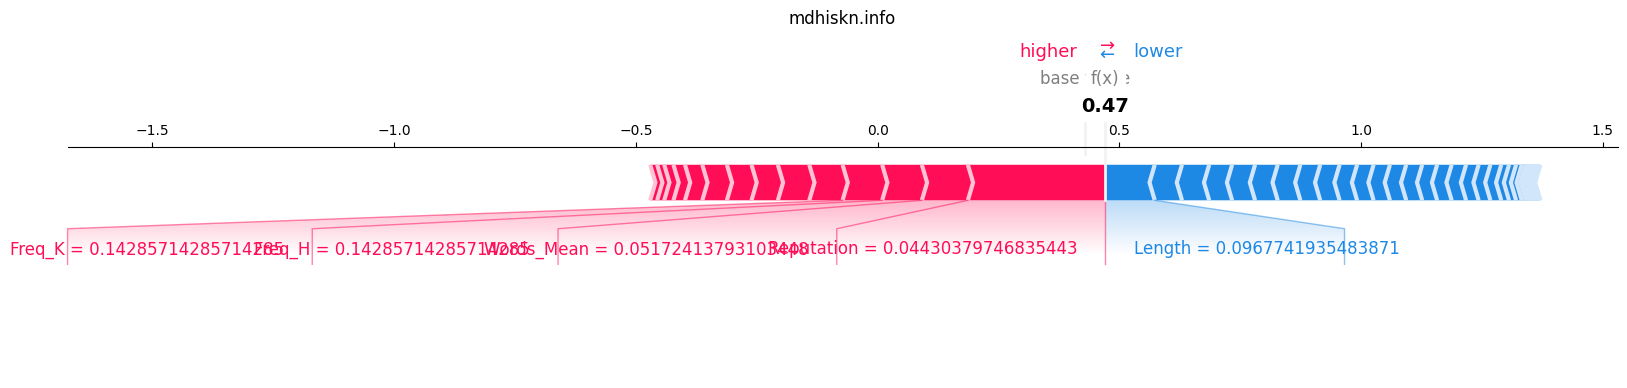 mdhiskn.info
higher → ← lower
base f(x) e
0.47
−1.5 −1.0 −0.5 0.0 0.5 1.0 1.5
Freq_K = 0.14285714285714285 Freq_H = 0.14285714285714285 Words_Mean = 0.05172413793103448 Reputation = 0.04430379746835443 Length = 0.0967741935483871